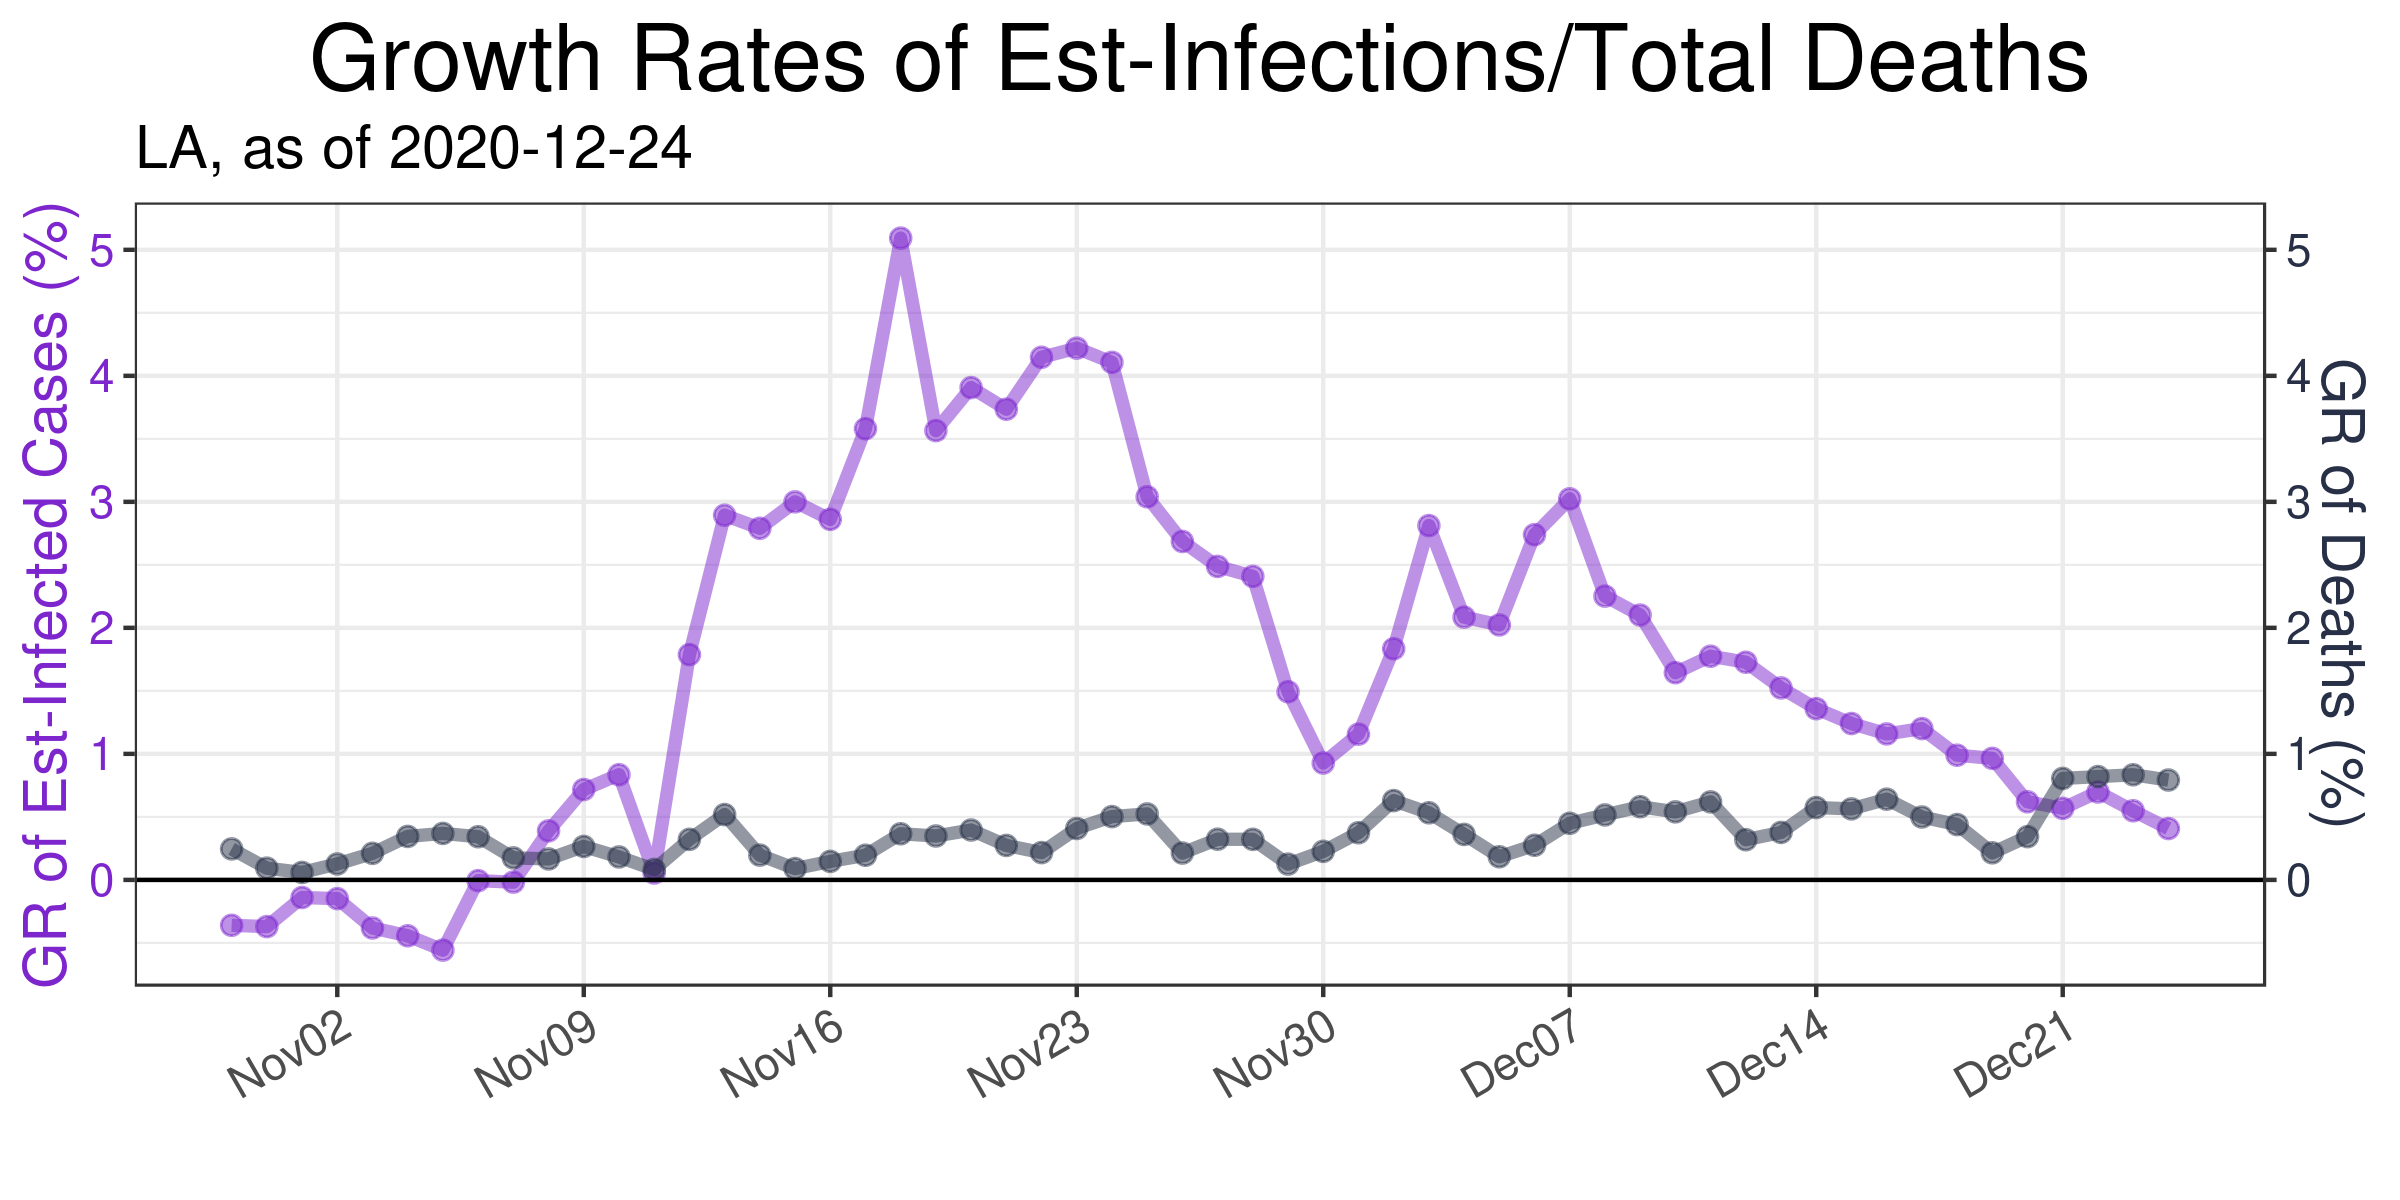 Growth Rates of Est-Infections/Total Deaths
LA, as of 2020-12-24
GR of Est-Infected Cases (%)
5
4
3
2
1
0
5
4
3
2
1
0
GR of Deaths (%)
Nov02
Nov09
Nov16
Nov23
Nov30
Dec07
Dec14
Dec21